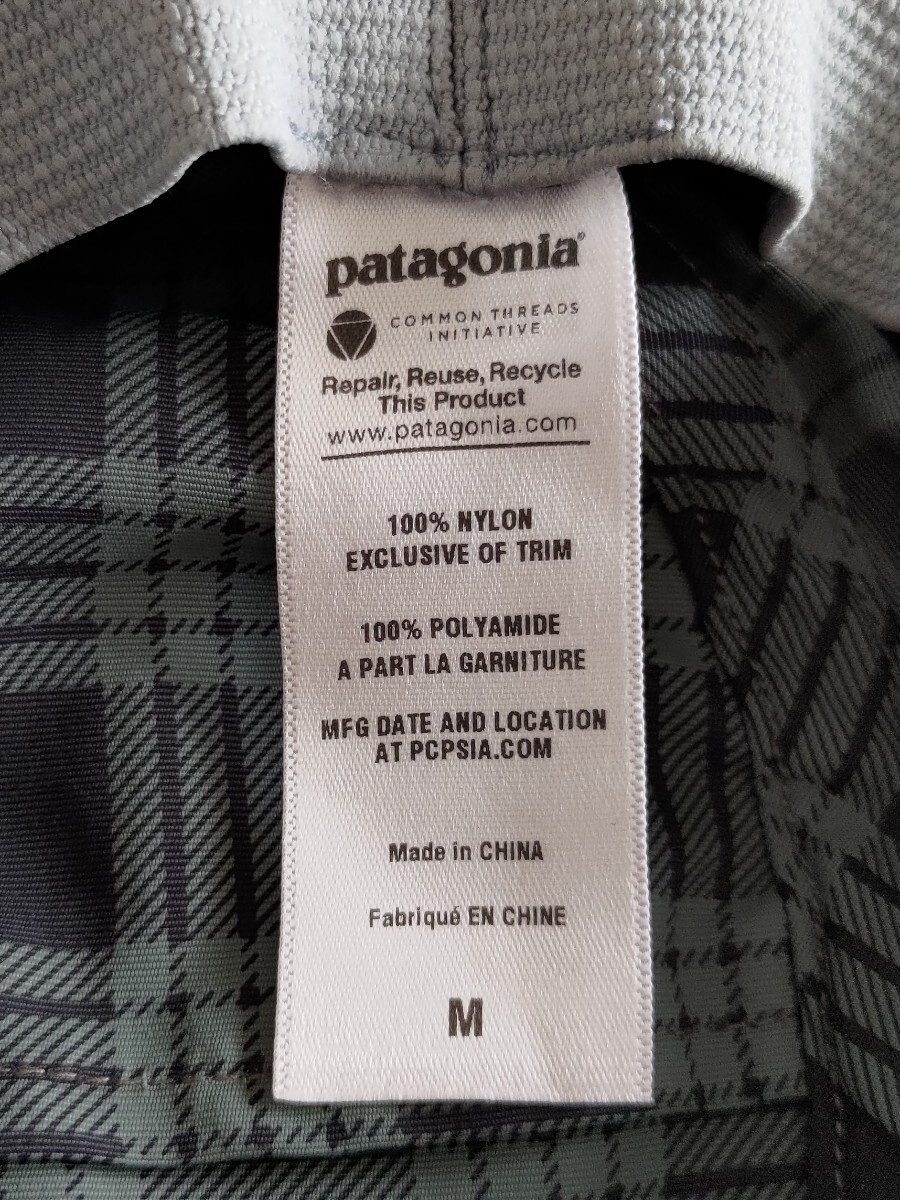 patagonia®
COMMON THREADS
INITIATIVE
Repair, Reuse, Recycle
This Product
www.patagonia.com
100% NYLON
EXCLUSIVE OF TRIM
100% POLYAMIDE
A PART LA GARNITURE
MFG DATE AND LOCATION
AT PCPSIA.COM
Made in CHINA
Fabriqué EN CHINE
M